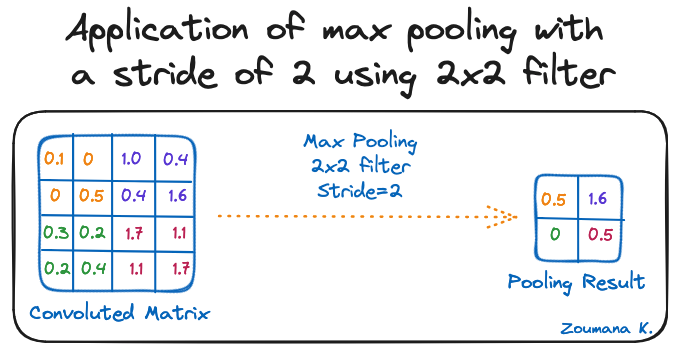 Application of max pooling with
a stride of 2 using 2x2 filter
Max Pooling
2x2 filter
Stride=2
0.1 0 1.0 0.4
0 0.5 0.4 1.6
0.3 0.2 1.7 1.1
0.2 0.4 1.1 1.7
Convoluted Matrix
0.5 1.6
0 0.5
Pooling Result
Zoumana K.